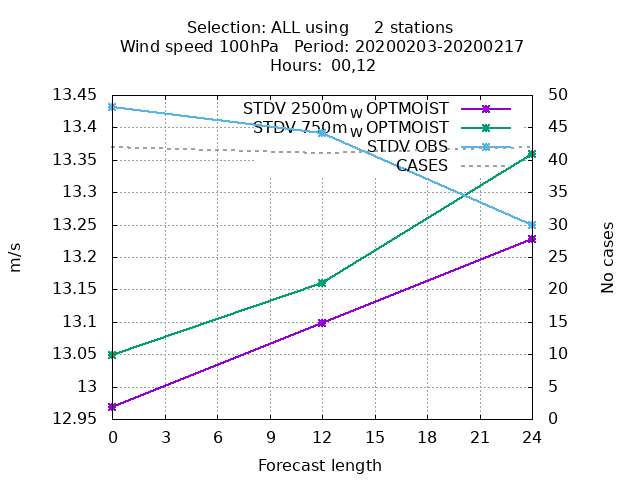 Selection: ALL using     2 stations
Wind speed 100hPa   Period: 20200203-20200217
Hours: 00,12
13.45
13.4
13.35
13.3
13.25
13.2
13.15
13.1
13.05
13
12.95
50
45
40
35
30
25
20
15
10
5
0
STDV 2500m_W OPTMOIST
STDV 750m_W OPTMOIST
STDV OBS
CASES
m/s
No cases
0 3 6 9 12 15 18 21 24
Forecast length